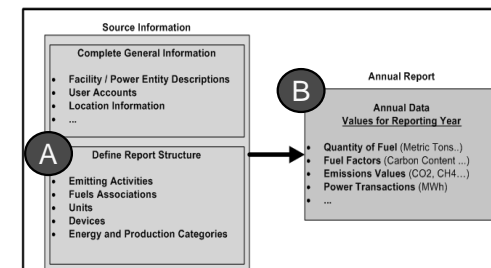 Source Information
Complete General Information
• Facility / Power Entity Descriptions
• User Accounts
• Location Information
• ...
A
Define Report Structure
• Emitting Activities
• Fuels Associations
• Units
• Devices
• Energy and Production Categories
Annual Report
B
Annual Data
Values for Reporting Year
• Quantity of Fuel (Metric Tons..)
• Fuel Factors (Carbon Content ...)
• Emissions Values (CO2, CH4...)
• Power Transactions (MWh)
• ...